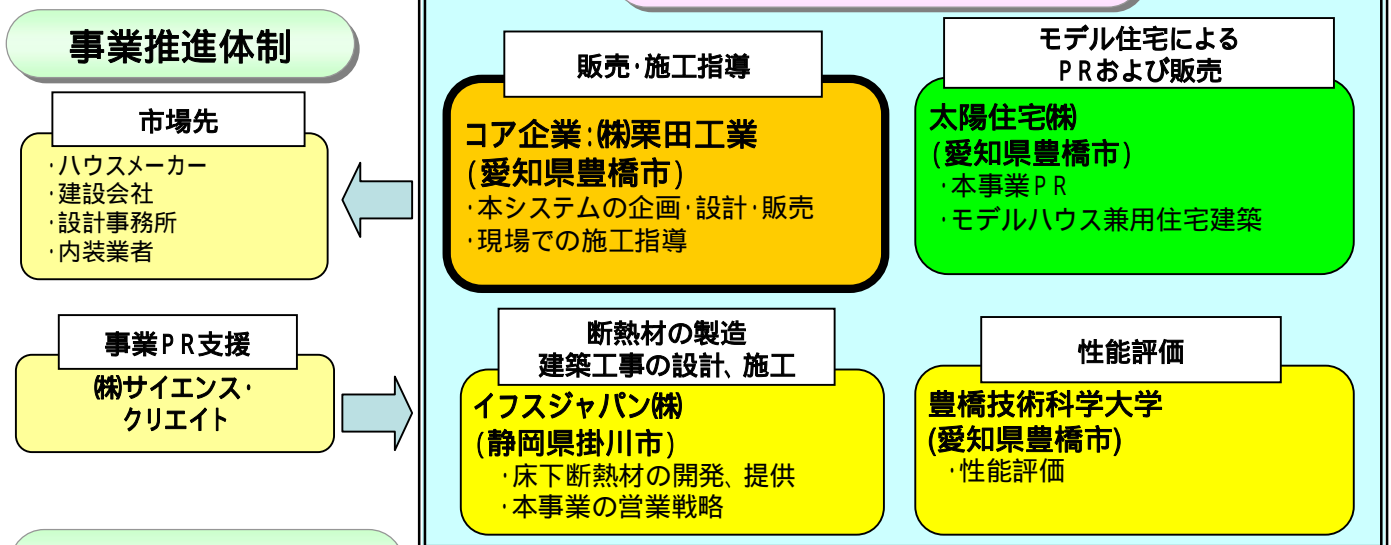 事業推進体制
市場先
・ハウスメーカー
・建設会社
・設計事務所
・内装業者
事業PR支援
㈱サイエンス・
クリエイト
販売・施工指導
コア企業:㈱栗田工業
(愛知県豊橋市)
・本システムの企画・設計・販売
・現場での施工指導
モデル住宅による
PRおよび販売
太陽住宅㈱
(愛知県豊橋市)
・本事業PR
・モデルハウス兼用住宅建築
断熱材の製造
建築工事の設計、施工
イフスジャパン㈱
(静岡県掛川市)
・床下断熱材の開発、提供
・本事業の営業戦略
性能評価
豊橋技術科学大学
(愛知県豊橋市)
・性能評価